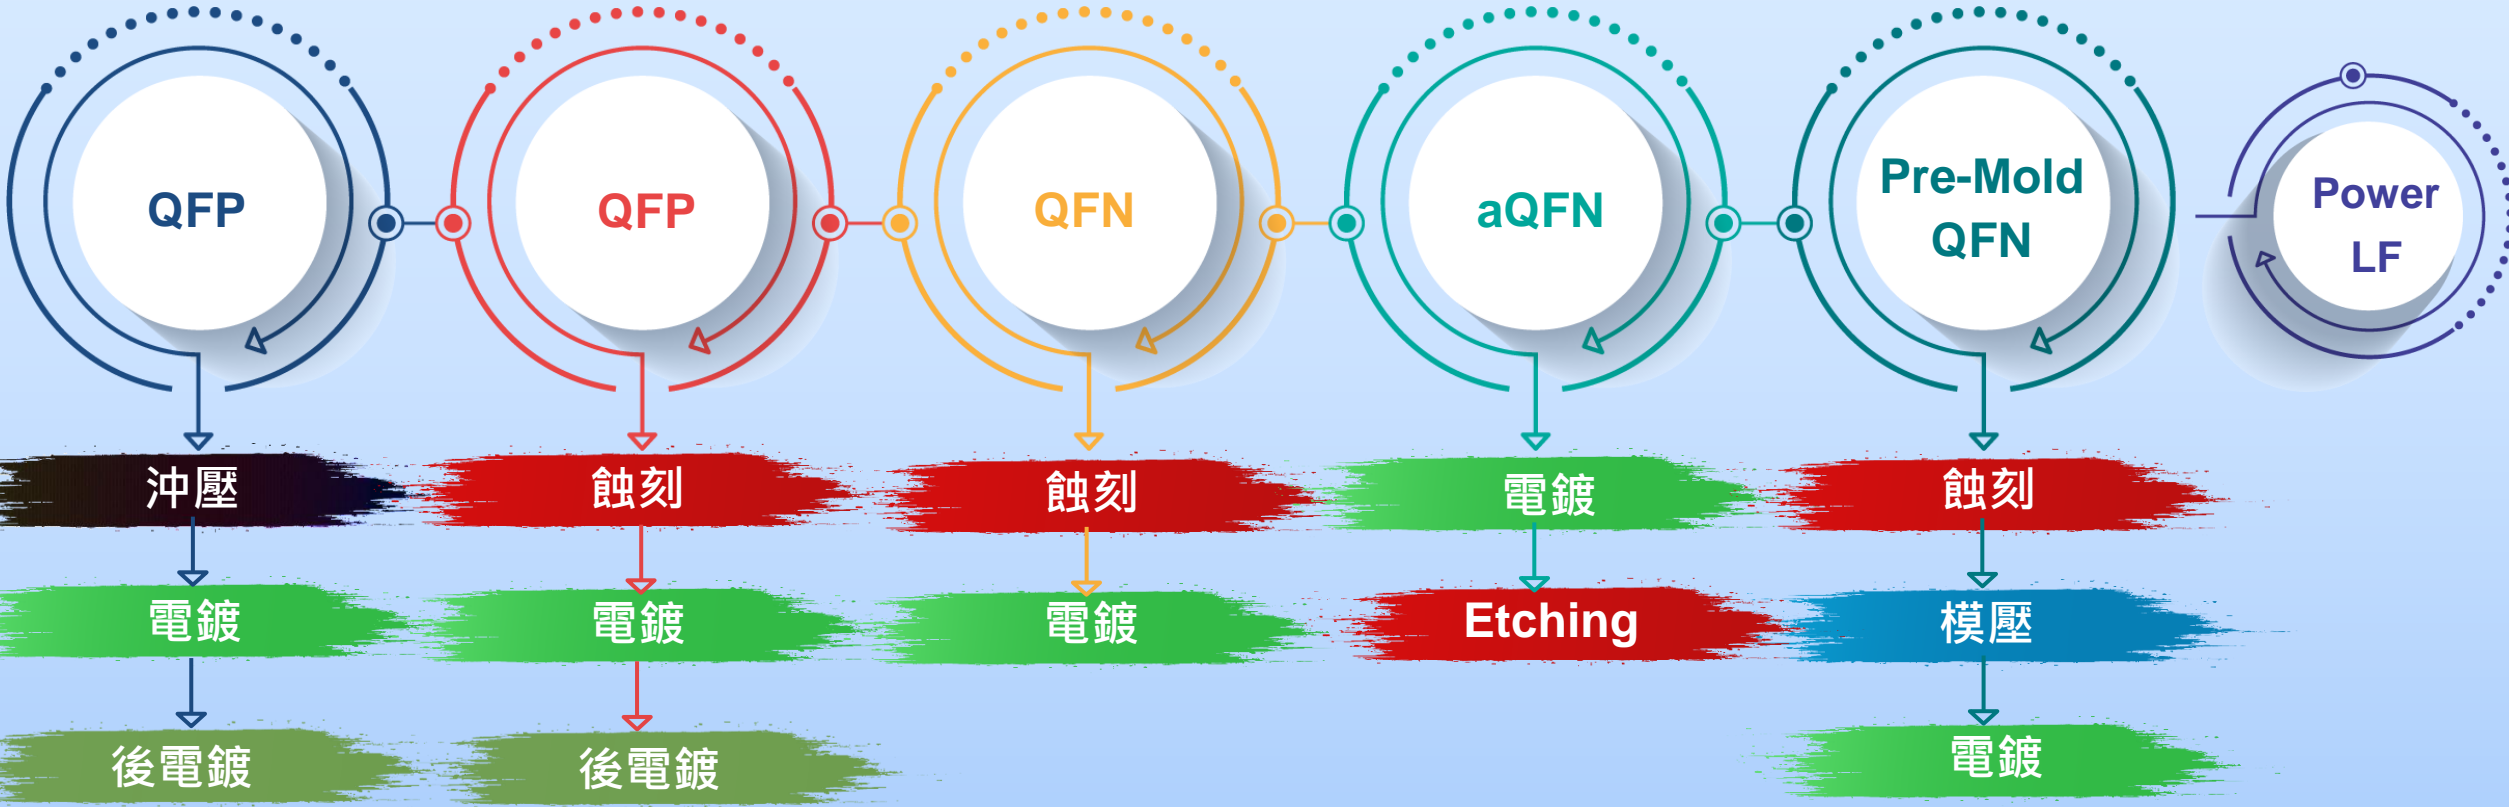 QFP
QFP
QFN
aQFN
Pre-Mold
QFN
Power
LF
沖壓
蝕刻
蝕刻
電鍍
蝕刻
電鍍
電鍍
電鍍
Etching
模壓
後電鍍
後電鍍
電鍍